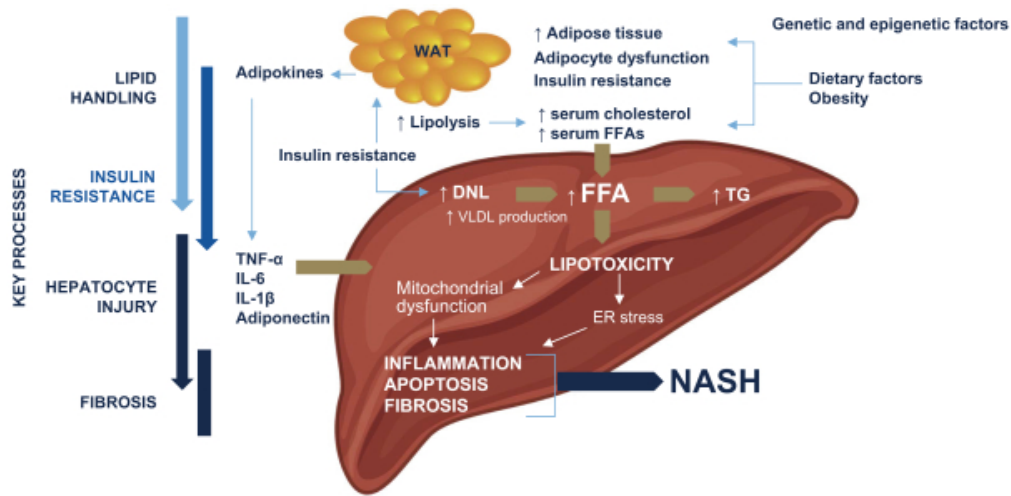 KEY PROCESSES
LIPID
HANDLING
INSULIN
RESISTANCE
HEPATOCYTE
INJURY
FIBROSIS
Adipokines
WAT
↑ Adipose tissue
Adipocyte dysfunction
Insulin resistance
Genetic and epigenetic factors
Dietary factors
Obesity
↑ Lipolysis
↑ serum cholesterol
↑ serum FFAs
Insulin resistance
↑ DNL
↑ VLDL production
↑ FFA
↑ TG
TNF-α
IL-6
IL-1β
Adiponectin
LIPOTOXICITY
Mitochondrial
dysfunction
ER stress
INFLAMMATION
APOPTOSIS
FIBROSIS
NASH